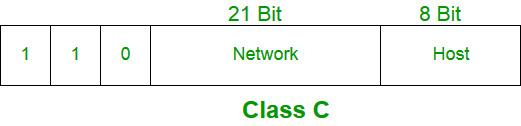 21 Bit 8 Bit
1 1 0 Network Host
Class C